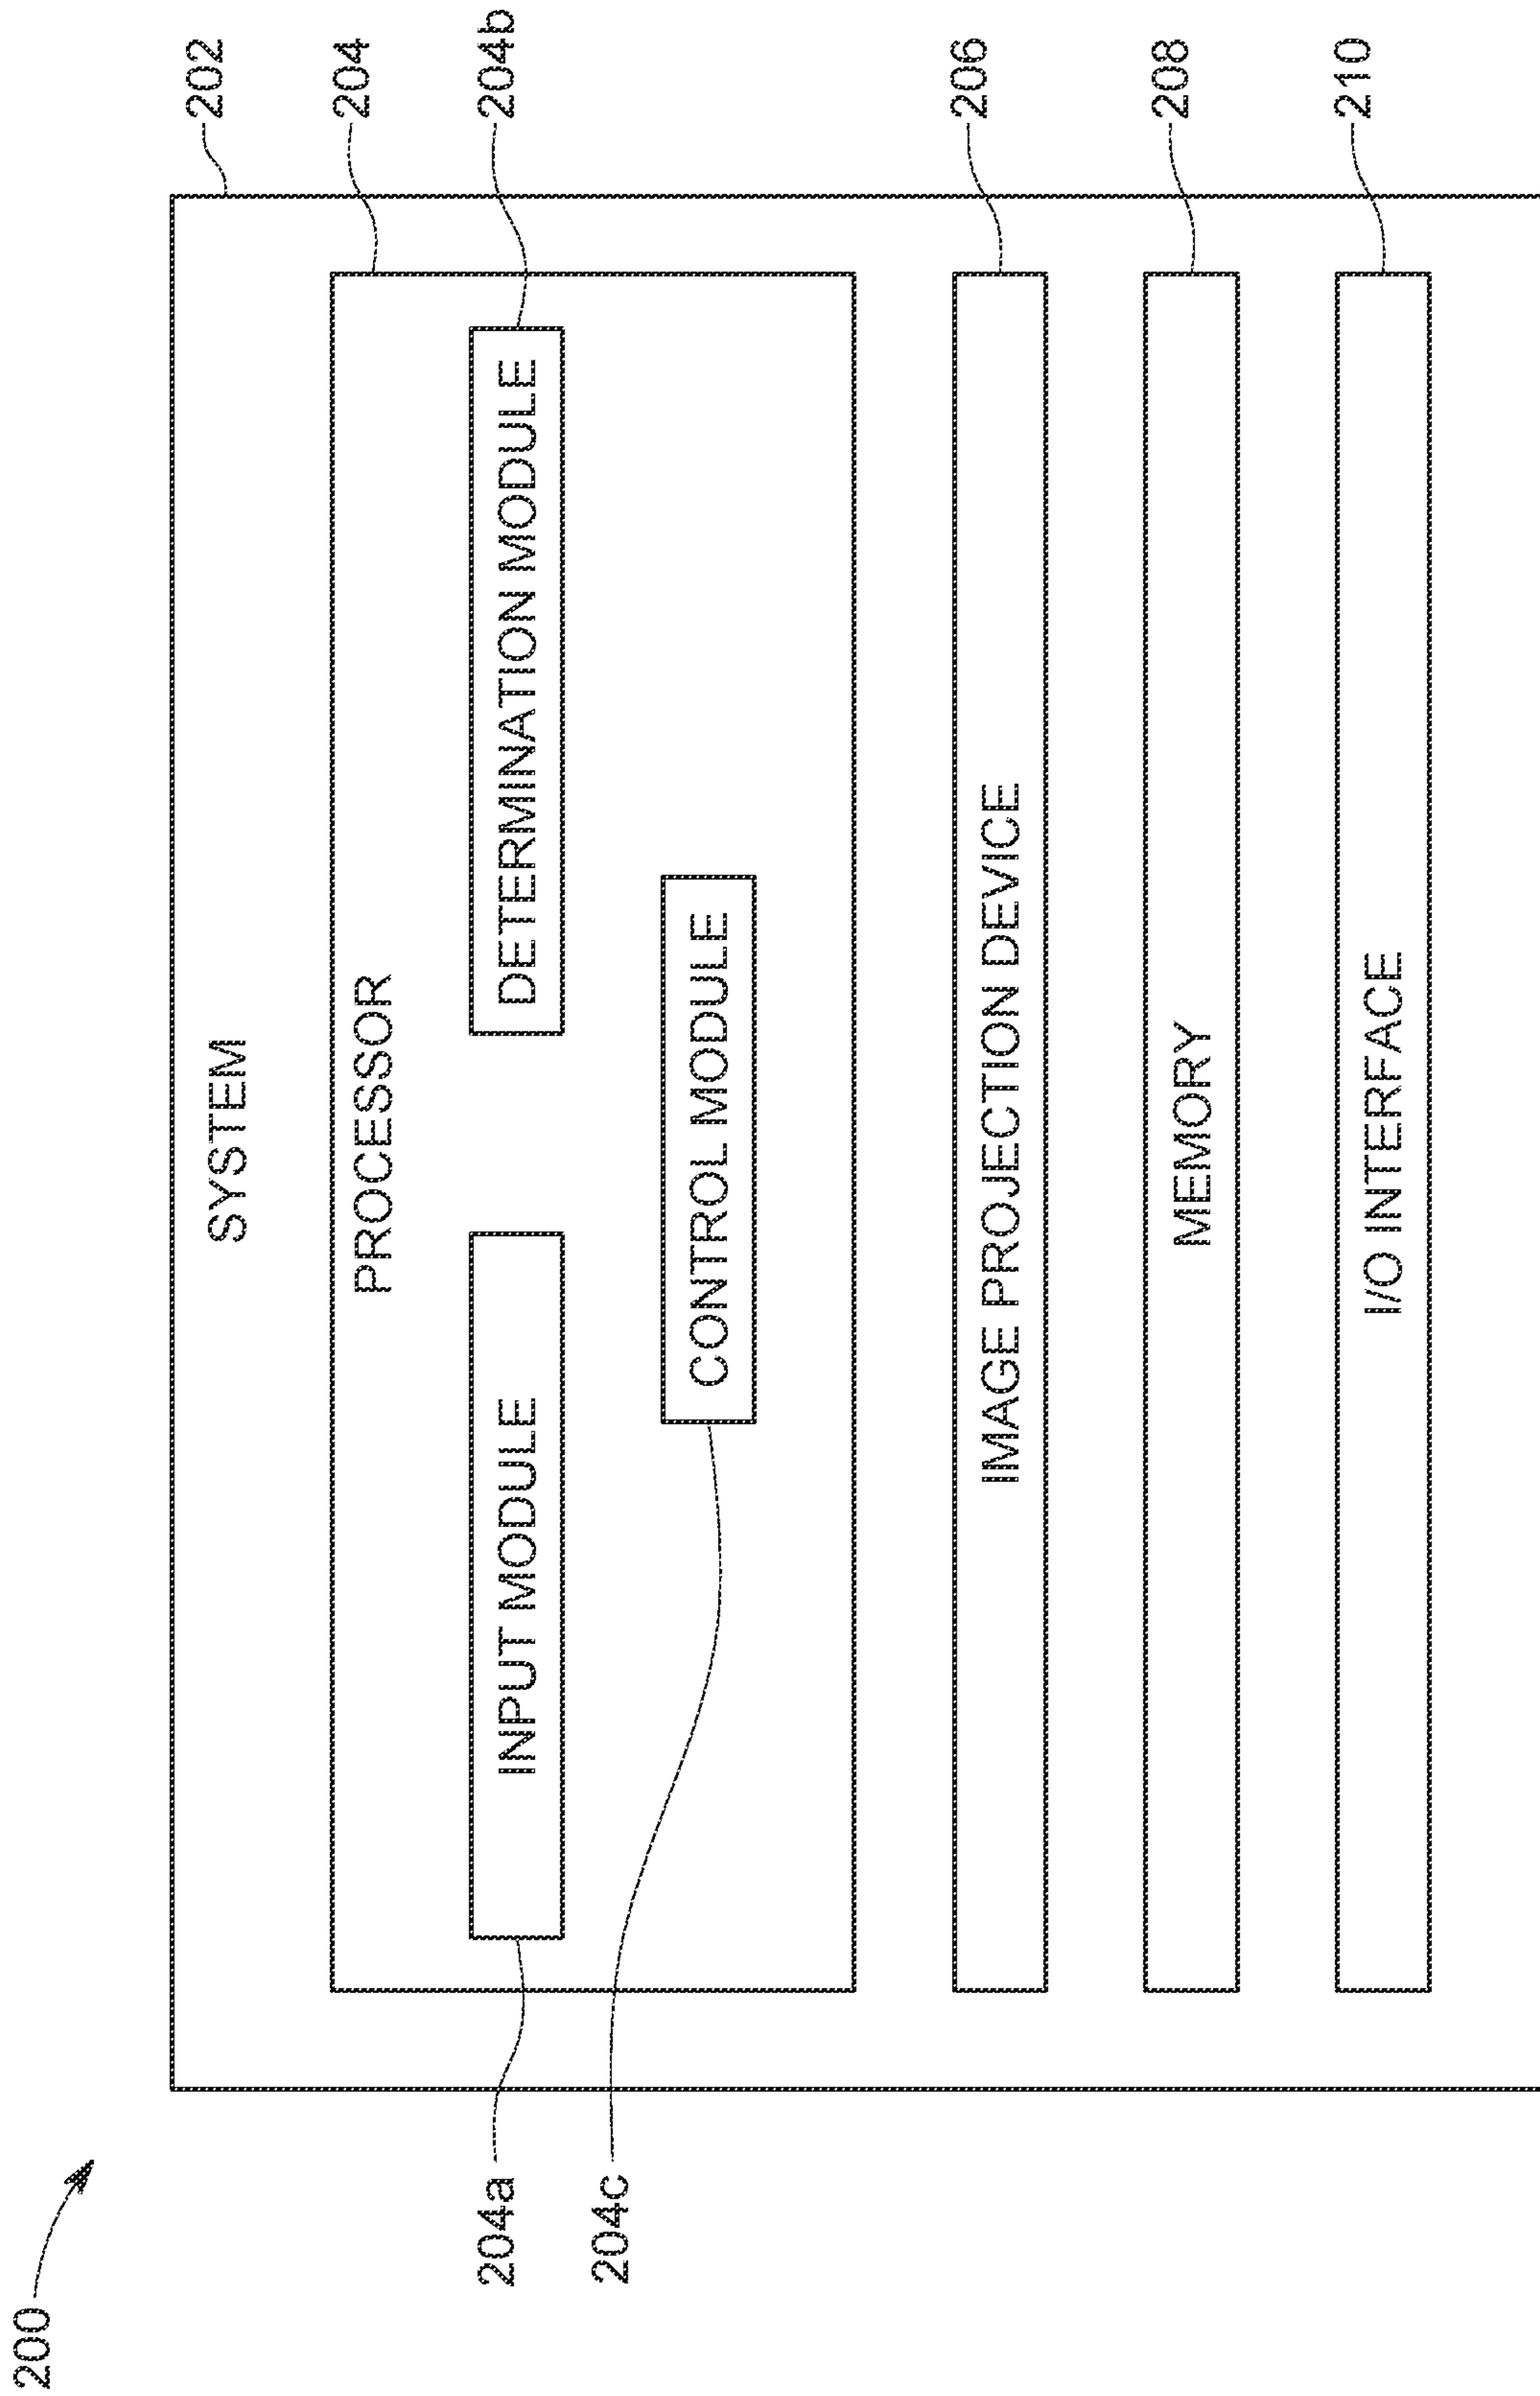 200
202
SYSTEM
204
PROCESSOR
204a
INPUT MODULE
DETERMINATION MODULE
204b
204c
CONTROL MODULE
IMAGE PROJECTION DEVICE
206
MEMORY
208
I/O INTERFACE
210